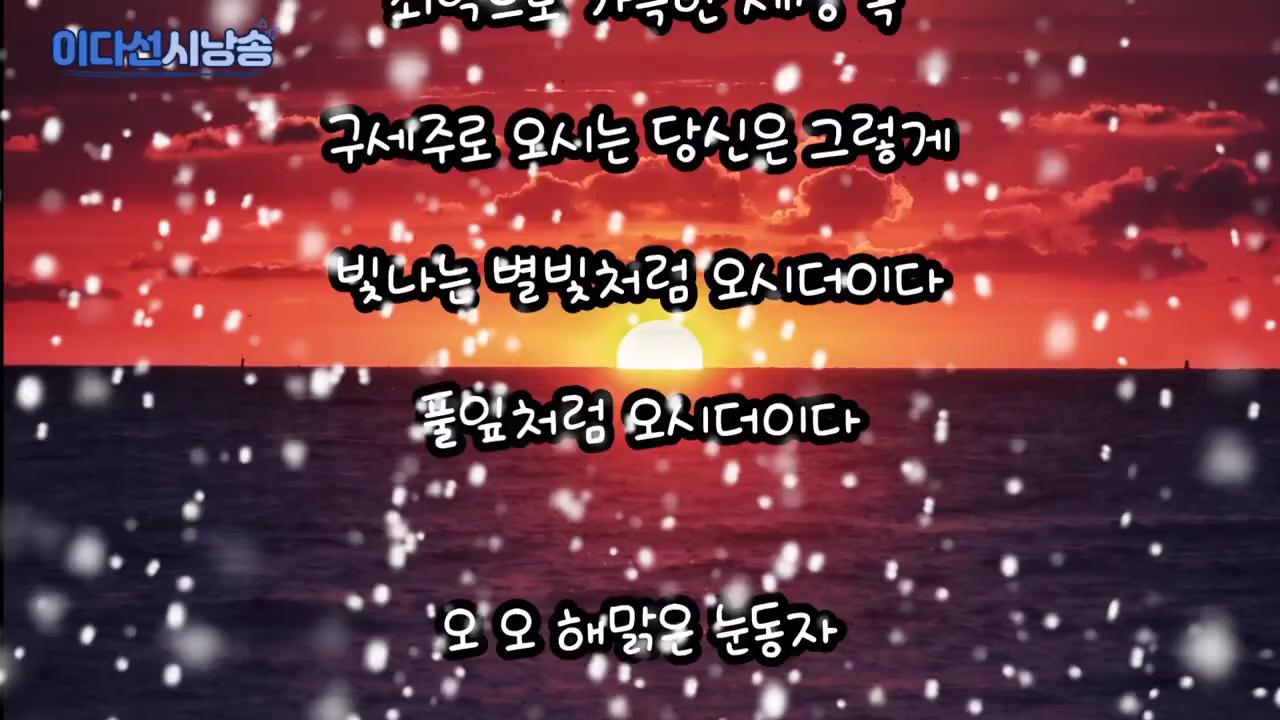 이다선시낭송
구세주로 오시는 당신은 그렇게
빛나는 별빛처럼 오시더이다
풀잎처럼 오시더이다
오 오 해맑은 눈동자